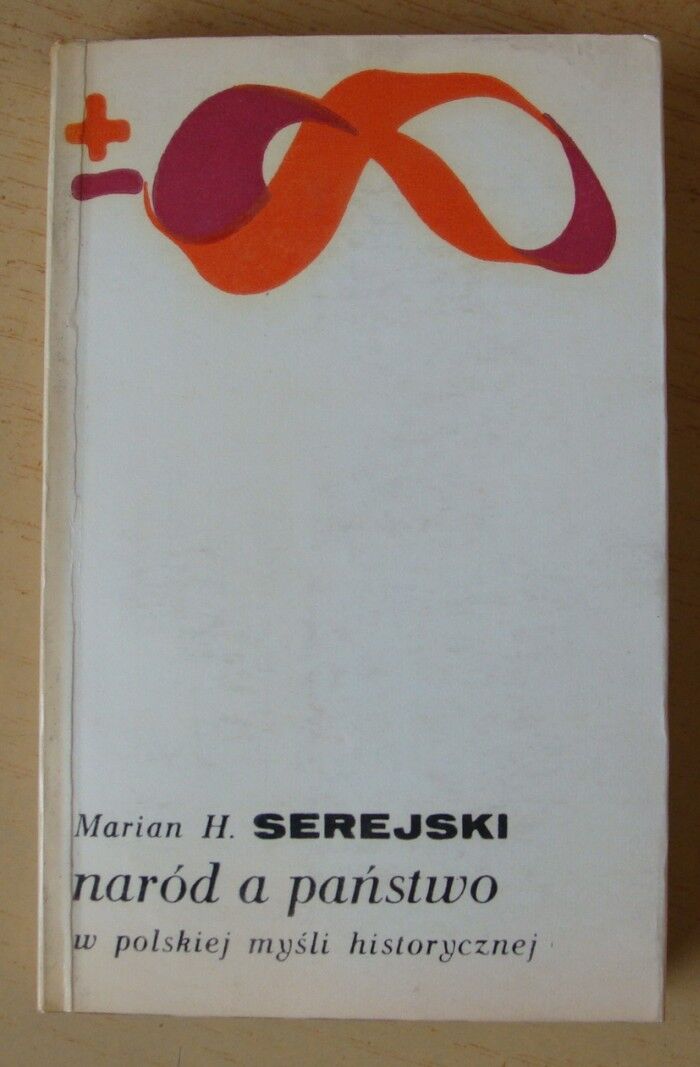 Marian H. SEREJSKI
naród a państwo
w polskiej myśli historycznej